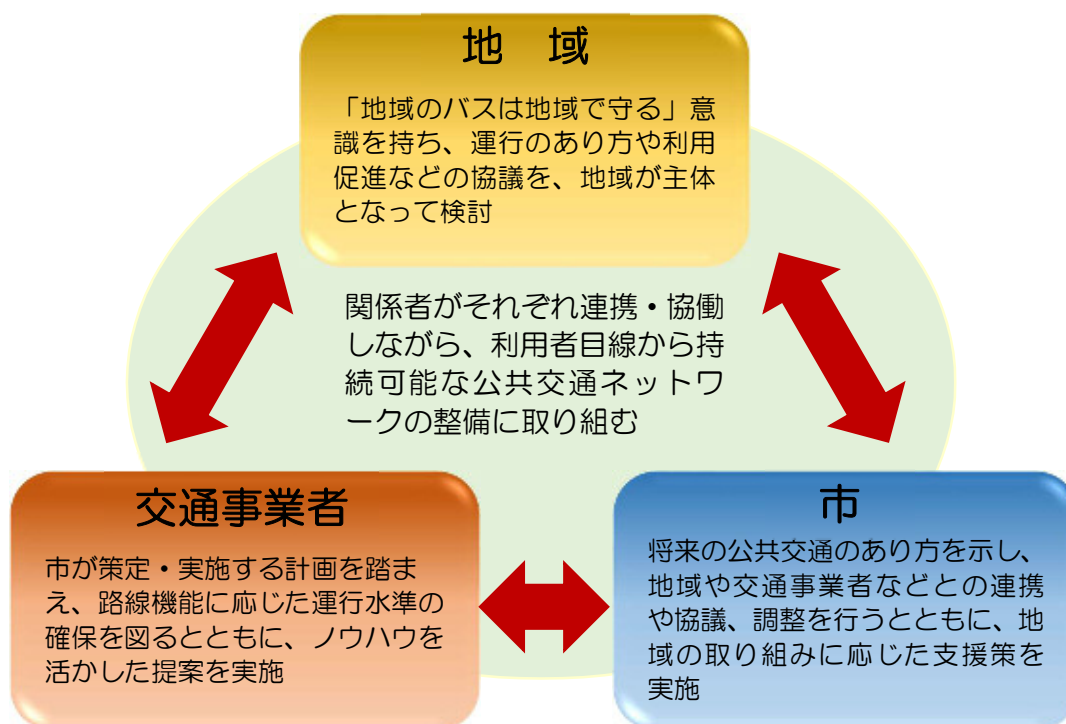 地　域
「地域のバスは地域で守る」意
識を持ち、運行のあり方や利用
促進などの協議を、地域が主体
となって検討
関係者がそれぞれ連携・協働
しながら、利用者目線から持
続可能な公共交通ネットワ
ークの整備に取り組む
交通事業者
市が策定・実施する計画を踏ま
え、路線機能に応じた運行水準の
確保を図るとともに、ノウハウを
活かした提案を実施
市
将来の公共交通のあり方を示し、
地域や交通事業者などとの連携
や協議、調整を行うとともに、地
域の取り組みに応じた支援策を
実施